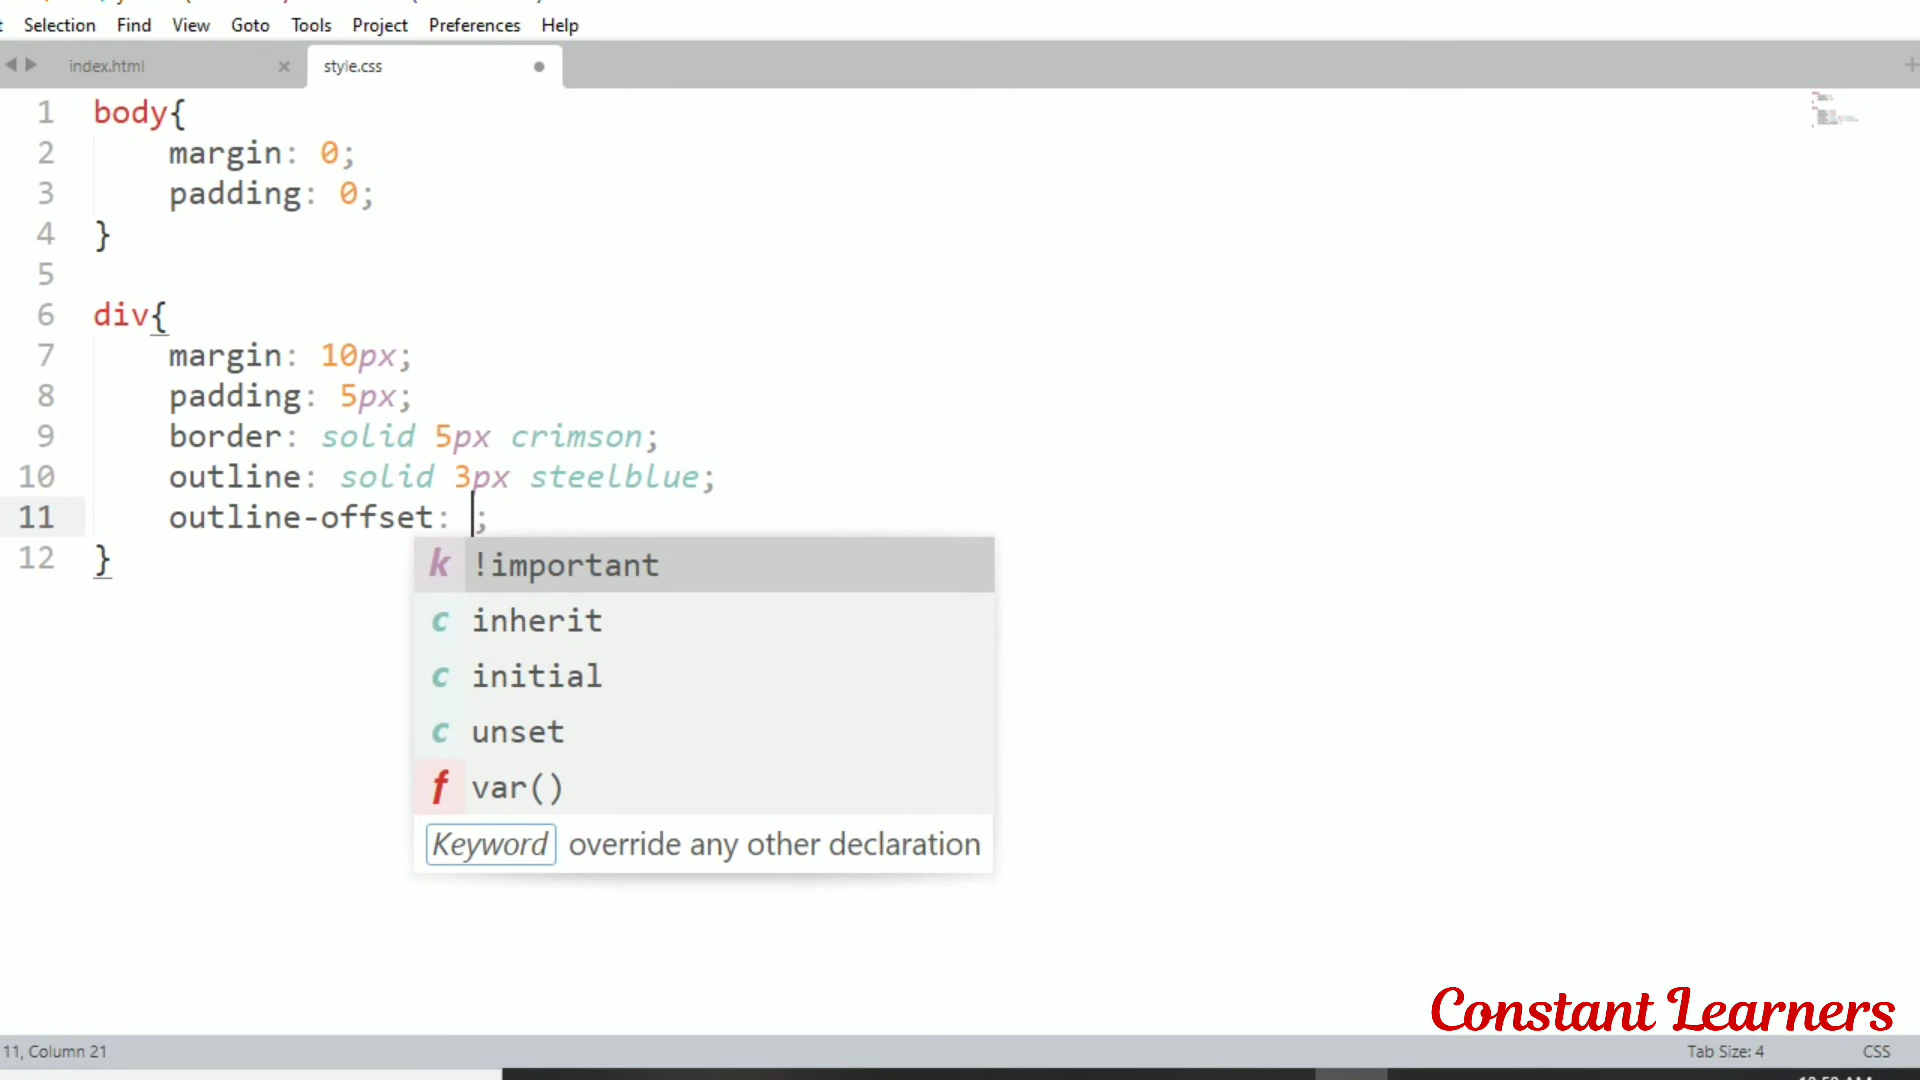 Selection Find View Goto Tools Project Preferences Help
index.html × style.css
1 body{
2 margin: 0;
3 padding: 0;
4 }
5
6 div{
7 margin: 10px;
8 padding: 5px;
9 border: solid 5px crimson;
10 outline: solid 3px steelblue;
11 outline-offset: ;
12 }
k !important
c inherit
c initial
c unset
f var()
Keyword override any other declaration
Constant Learners
11, Column 21 Tab Size: 4 CSS